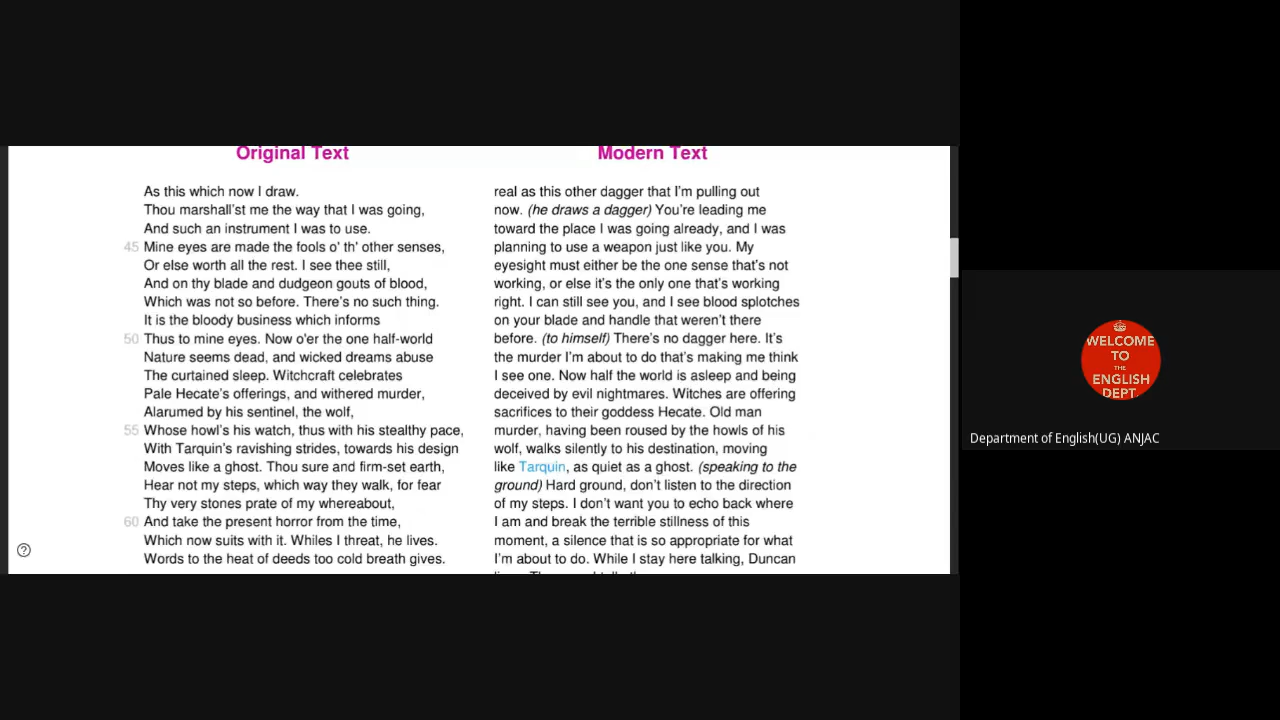 Original Text
As this which now I draw.
Thou marshall'st me the way that I was going,
And such an instrument I was to use.
45 Mine eyes are made the fools o' th' other senses,
Or else worth all the rest. I see thee still,
And on thy blade and dudgeon gouts of blood,
Which was not so before. There's no such thing.
It is the bloody business which informs
50 Thus to mine eyes. Now o'er the one half-world
Nature seems dead, and wicked dreams abuse
The curtained sleep. Witchcraft celebrates
Pale Hecate's offerings, and withered murder,
Alarumed by his sentinel, the wolf,
55 Whose howl's his watch, thus with his stealthy pace,
With Tarquin's ravishing strides, towards his design
Moves like a ghost. Thou sure and firm-set earth,
Hear not my steps, which way they walk, for fear
Thy very stones prate of my whereabout,
60 And take the present horror from the time,
Which now suits with it. Whiles I threat, he lives.
Words to the heat of deeds too cold breath gives.
Modern Text
real as this other dagger that I'm pulling out
now. (he draws a dagger) You're leading me
toward the place I was going already, and I was
planning to use a weapon just like you. My
eyesight must either be the one sense that's not
working, or else it's the only one that's working
right. I can still see you, and I see blood splotches
on your blade and handle that weren't there
before. (to himself) There's no dagger here. It's
the murder I'm about to do that's making me think
I see one. Now half the world is asleep and being
deceived by evil nightmares. Witches are offering
sacrifices to their goddess Hecate. Old man
murder, having been roused by the howls of his
wolf, walks silently to his destination, moving
like Tarquin, as quiet as a ghost. (speaking to the
ground) Hard ground, don't listen to the direction
of my steps. I don't want you to echo back where
I am and break the terrible stillness of this
moment, a silence that is so appropriate for what
I'm about to do. While I stay here talking, Duncan
WELCOME
TO
THE
ENGLISH
DEPT.
Department of English(UG) ANJAC